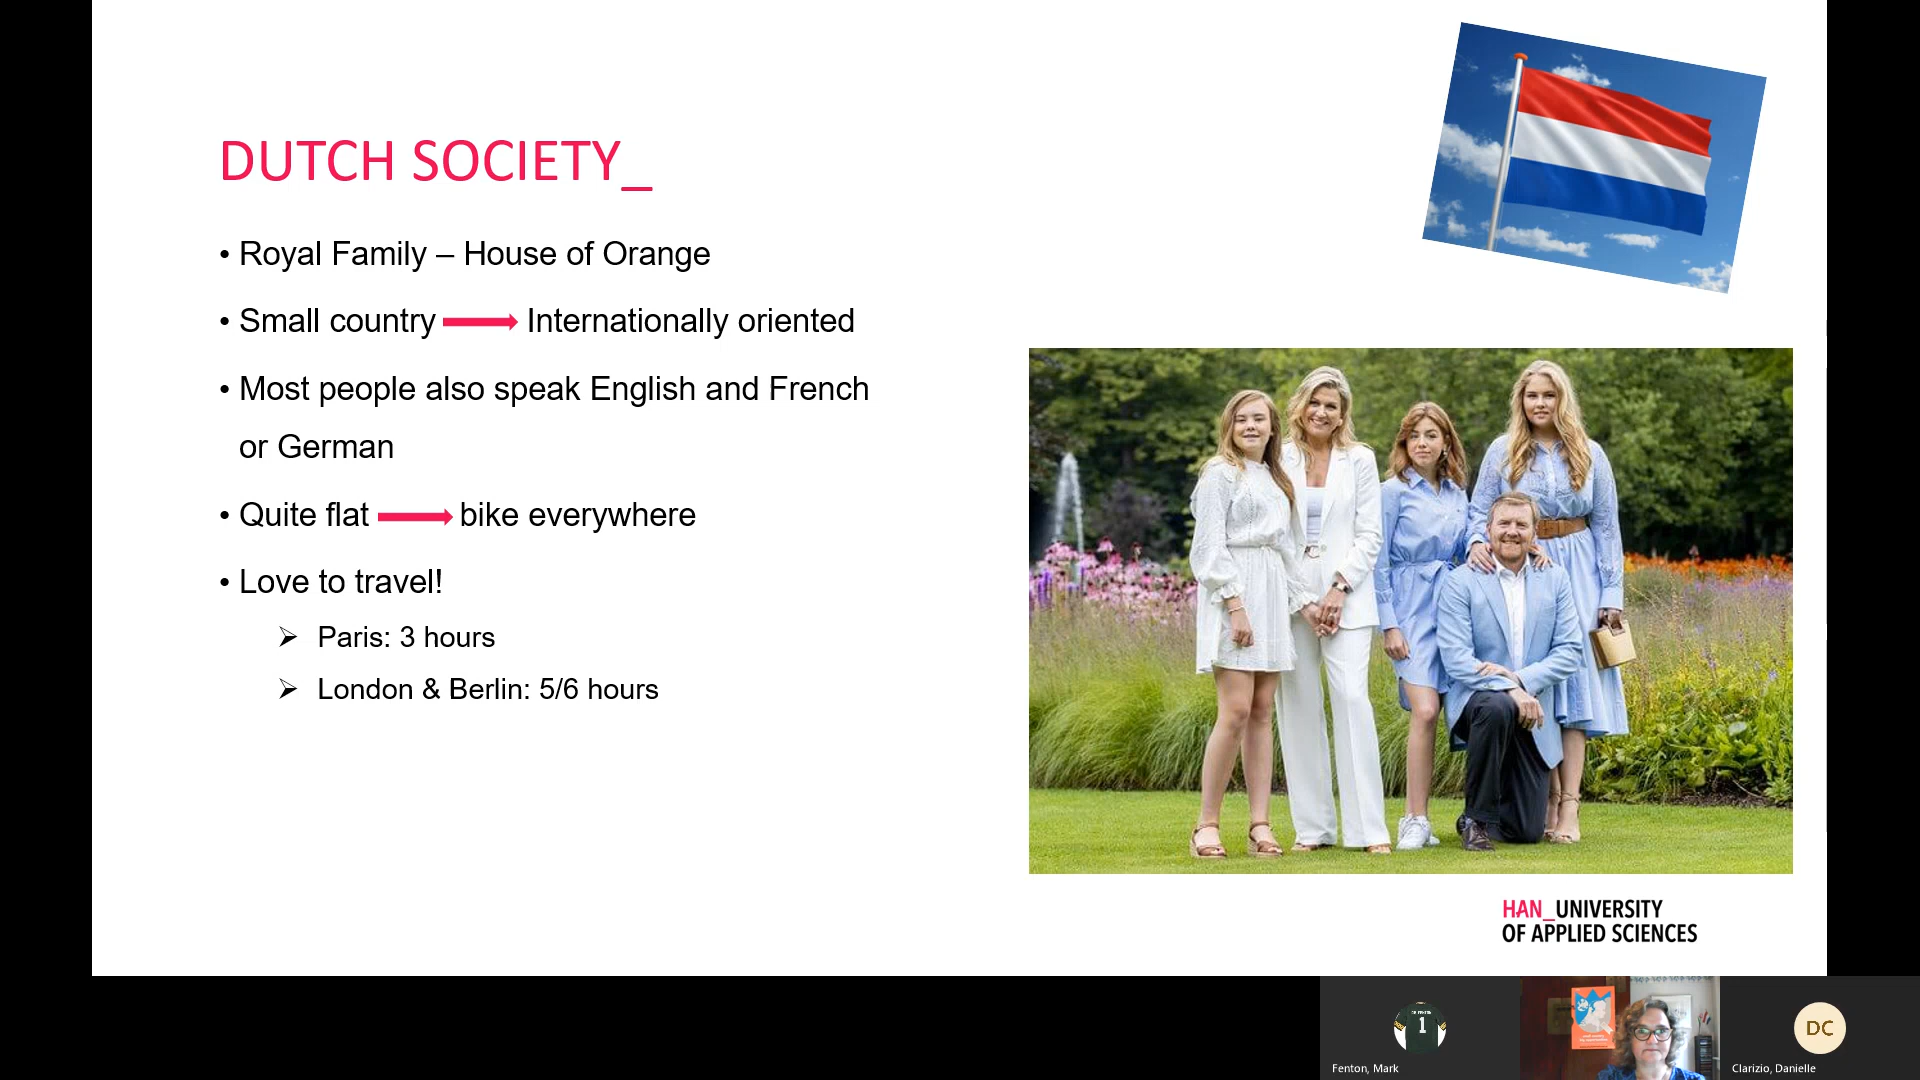 DUTCH SOCIETY_
• Royal Family – House of Orange
• Small country Internationally oriented
• Most people also speak English and French
or German
• Quite flat bike everywhere
• Love to travel!
➢ Paris: 3 hours
➢ London & Berlin: 5/6 hours
HAN_UNIVERSITY
OF APPLIED SCIENCES
1
DC
Fenton, Mark
Clarizio, Danielle